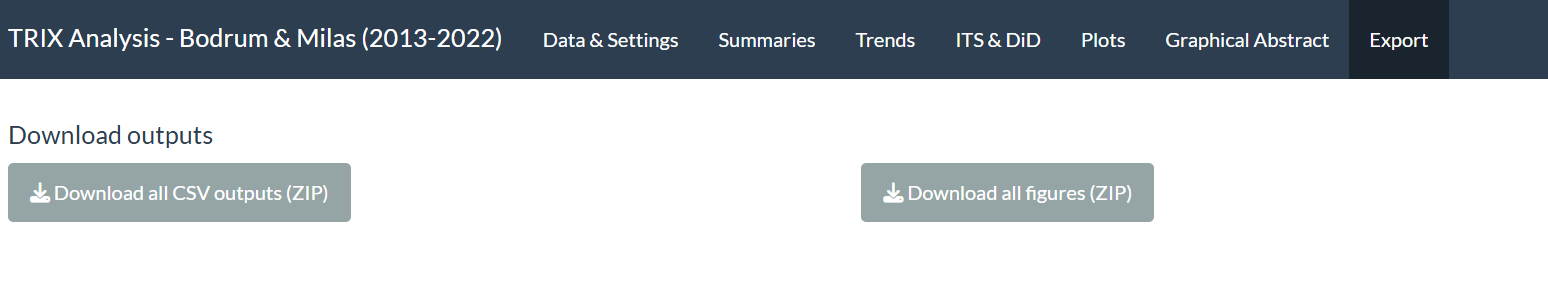 TRIX Analysis - Bodrum & Milas (2013-2022) Data & Settings Summaries Trends ITS & DiD Plots Graphical Abstract Export
Download outputs
Download all CSV outputs (ZIP) Download all figures (ZIP)